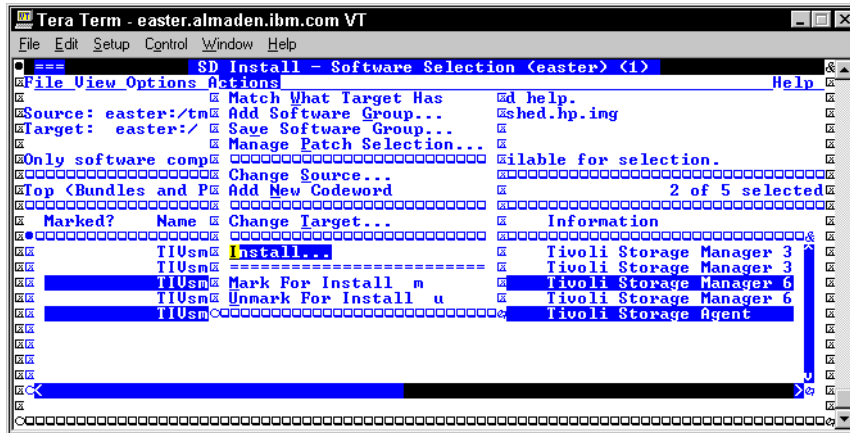 Tera Term - easter.almaden.ibm.com VT
File Edit Setup Control Window Help
=== SD Install - Software Selection (easter) (1)
File View Options Actions Help
Match What Target Has d help.
Source: easter:/tm Add Software Group... shed.hp.img
Target: easter:/ Save Software Group...
Manage Patch Selection...
Only software comp ilable for selection.
Change Source...
Top (Bundles and P Add New Codeword 2 of 5 selected
Marked? Name Change Target... Information
Install...
TIVsm Tivoli Storage Manager 3
TIVsm ========================= Tivoli Storage Manager 3
TIVsm Mark For Install m Tivoli Storage Manager 6
TIVsm Unmark For Install u Tivoli Storage Manager 6
TIVsm Tivoli Storage Agent